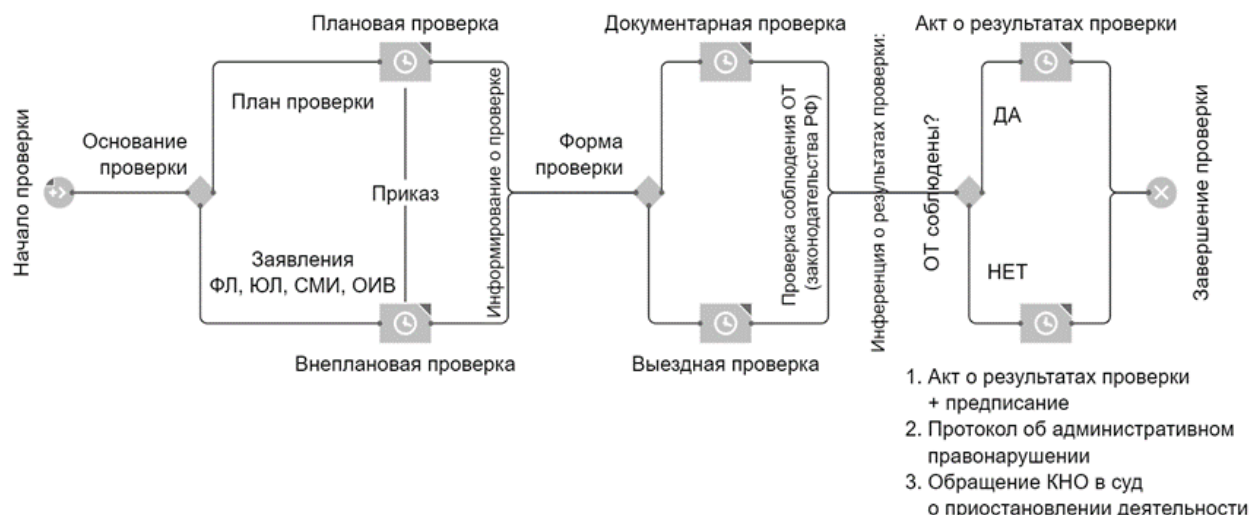 Начало проверки
Основание
проверки
Плановая проверка
План проверки
Приказ
Заявления
ФЛ, ЮЛ, СМИ, ОИВ
Внеплановая проверка
Информирование о проверке
Форма
проверки
Документарная проверка
Выездная проверка
Проверка соблюдения ОТ
(законодательства РФ)
Инференция о результатах проверки:
ОТ соблюдены?
Акт о результатах проверки
ДА
НЕТ
1. Акт о результатах проверки
+ предписание
2. Протокол об административном
правонарушении
3. Обращение КНО в суд
о приостановлении деятельности
Завершение проверки